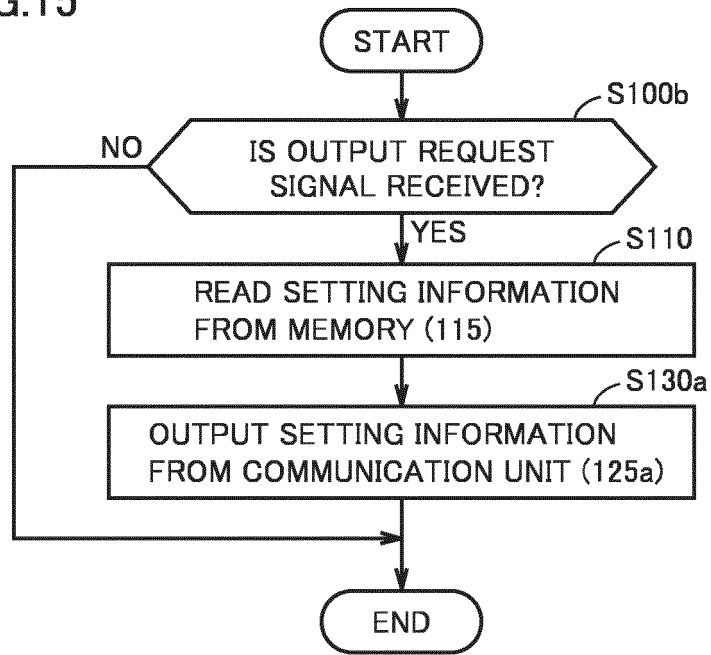 G.15
START
S100b
NO
IS OUTPUT REQUEST
SIGNAL RECEIVED?
YES
S110
READ SETTING INFORMATION
FROM MEMORY (115)
S130a
OUTPUT SETTING INFORMATION
FROM COMMUNICATION UNIT (125a)
END